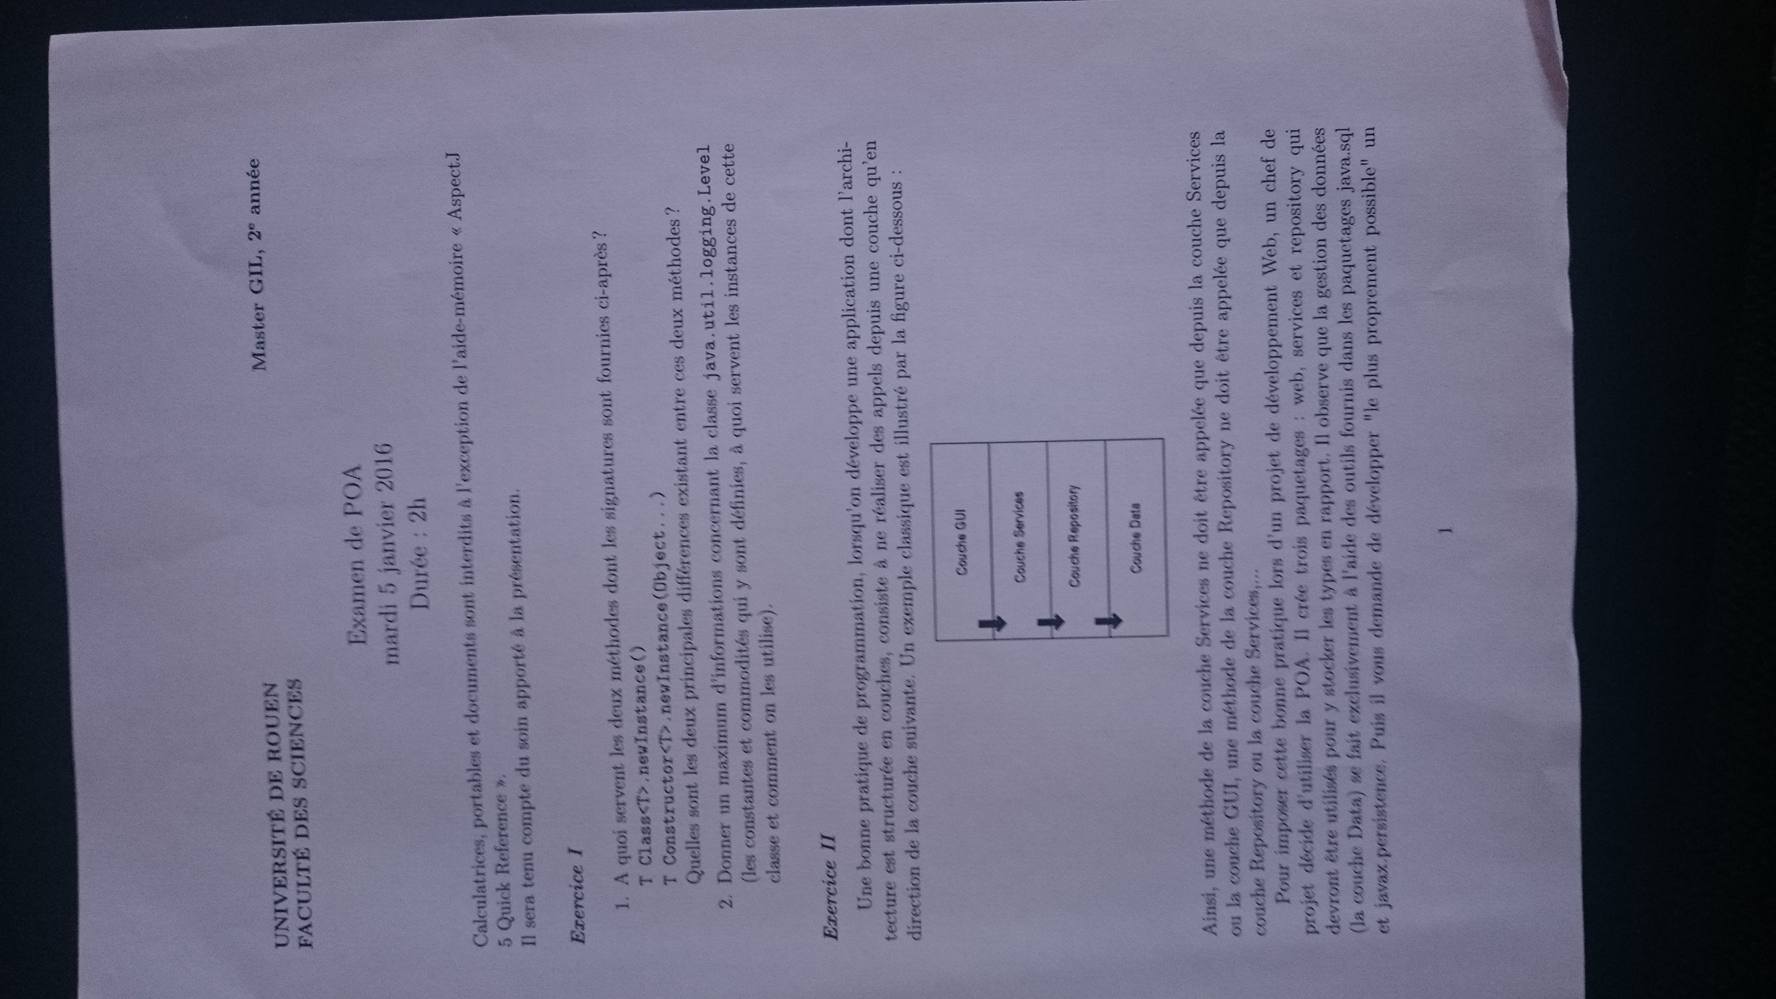 UNIVERSITÉ DE ROUEN
FACULTÉ DES SCIENCES
Master GIL, 2e année
Examen de POA
mardi 5 janvier 2016
Durée : 2h
Calculatrices, portables et documents sont interdits à l'exception de l'aide-mémoire « AspectJ
5 Quick Reference ».
Il sera tenu compte du soin apporté à la présentation.
Exercice I
1. A quoi servent les deux méthodes dont les signatures sont fournies ci-après ?
T Class<T>.newInstance()
T Constructor<T>.newInstance(Object...)
Quelles sont les deux principales différences existant entre ces deux méthodes ?
2. Donner un maximum d'informations concernant la classe java.util.logging.Level
(les constantes et commodités qui y sont définies, à quoi servent les instances de cette
classe et comment on les utilise).
Exercice II
Une bonne pratique de programmation, lorsqu'on développe une application dont l'archi-
tecture est structurée en couches, consiste à ne réaliser des appels depuis une couche qu'en
direction de la couche suivante. Un exemple classique est illustré par la figure ci-dessous :
Couche GUI
Couche Services
Couche Repository
Couche Data
Ainsi, une méthode de la couche Services ne doit être appelée que depuis la couche Services
ou la couche GUI, une méthode de la couche Repository ne doit être appelée que depuis la
couche Repository ou la couche Services,...
Pour imposer cette bonne pratique lors d'un projet de développement Web, un chef de
projet décide d'utiliser la POA. Il crée trois paquetages : web, services et repository qui
devront être utilisés pour y stocker les types en rapport. Il observe que la gestion des données
(la couche Data) se fait exclusivement à l'aide des outils fournis dans les paquetages java.sql
et javax.persistence. Puis il vous demande de développer "le plus proprement possible" un
1